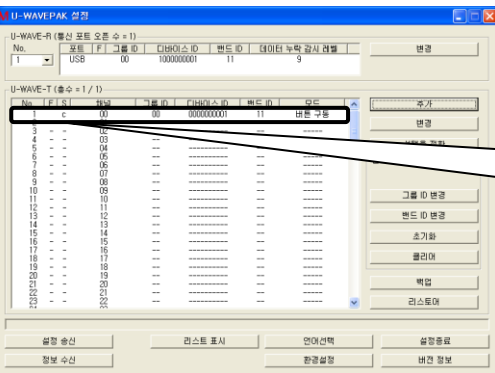 U-WAVEPAK 설정
U-WAVE-R (통신 포트 오픈 수 = 1)
No. 포트 F 그룹 ID 디바이스 ID 밴드 ID 데이터 누락 감시 레벨
1 USB 00 1000000001 11 9
변경
U-WAVE-T (총수 = 1 / 1)
No. F S 채널 그룹 ID 디바이스 ID 밴드 ID 모드
1 c 00 00 0000000001 11 버튼 구동
3 - - 02 -- ---------- -- -----
4 - - 03 -- ---------- -- -----
5 - - 04 -- ---------- -- -----
6 - - 05 -- ---------- -- -----
7 - - 06 -- ---------- -- -----
8 - - 07 -- ---------- -- -----
9 - - 08 -- ---------- -- -----
10 - - 09 -- ---------- -- -----
11 - - 10 -- ---------- -- -----
12 - - 11 -- ---------- -- -----
13 - - 12 -- ---------- -- -----
14 - - 13 -- ---------- -- -----
15 - - 14 -- ---------- -- -----
16 - - 15 -- ---------- -- -----
17 - - 16 -- ---------- -- -----
18 - - 17 -- ---------- -- -----
19 - - 18 -- ---------- -- -----
20 - - 19 -- ---------- -- -----
21 - - 20 -- ---------- -- -----
22 - - 21 -- ---------- -- -----
23 - - 22 -- ---------- -- -----
추가
변경
그룹 ID 변경
밴드 ID 변경
초기화
클리어
백업
리스토어
설정 송신
리스트 표시
언어선택
설정종료
정보 수신
환경설정
버전 정보